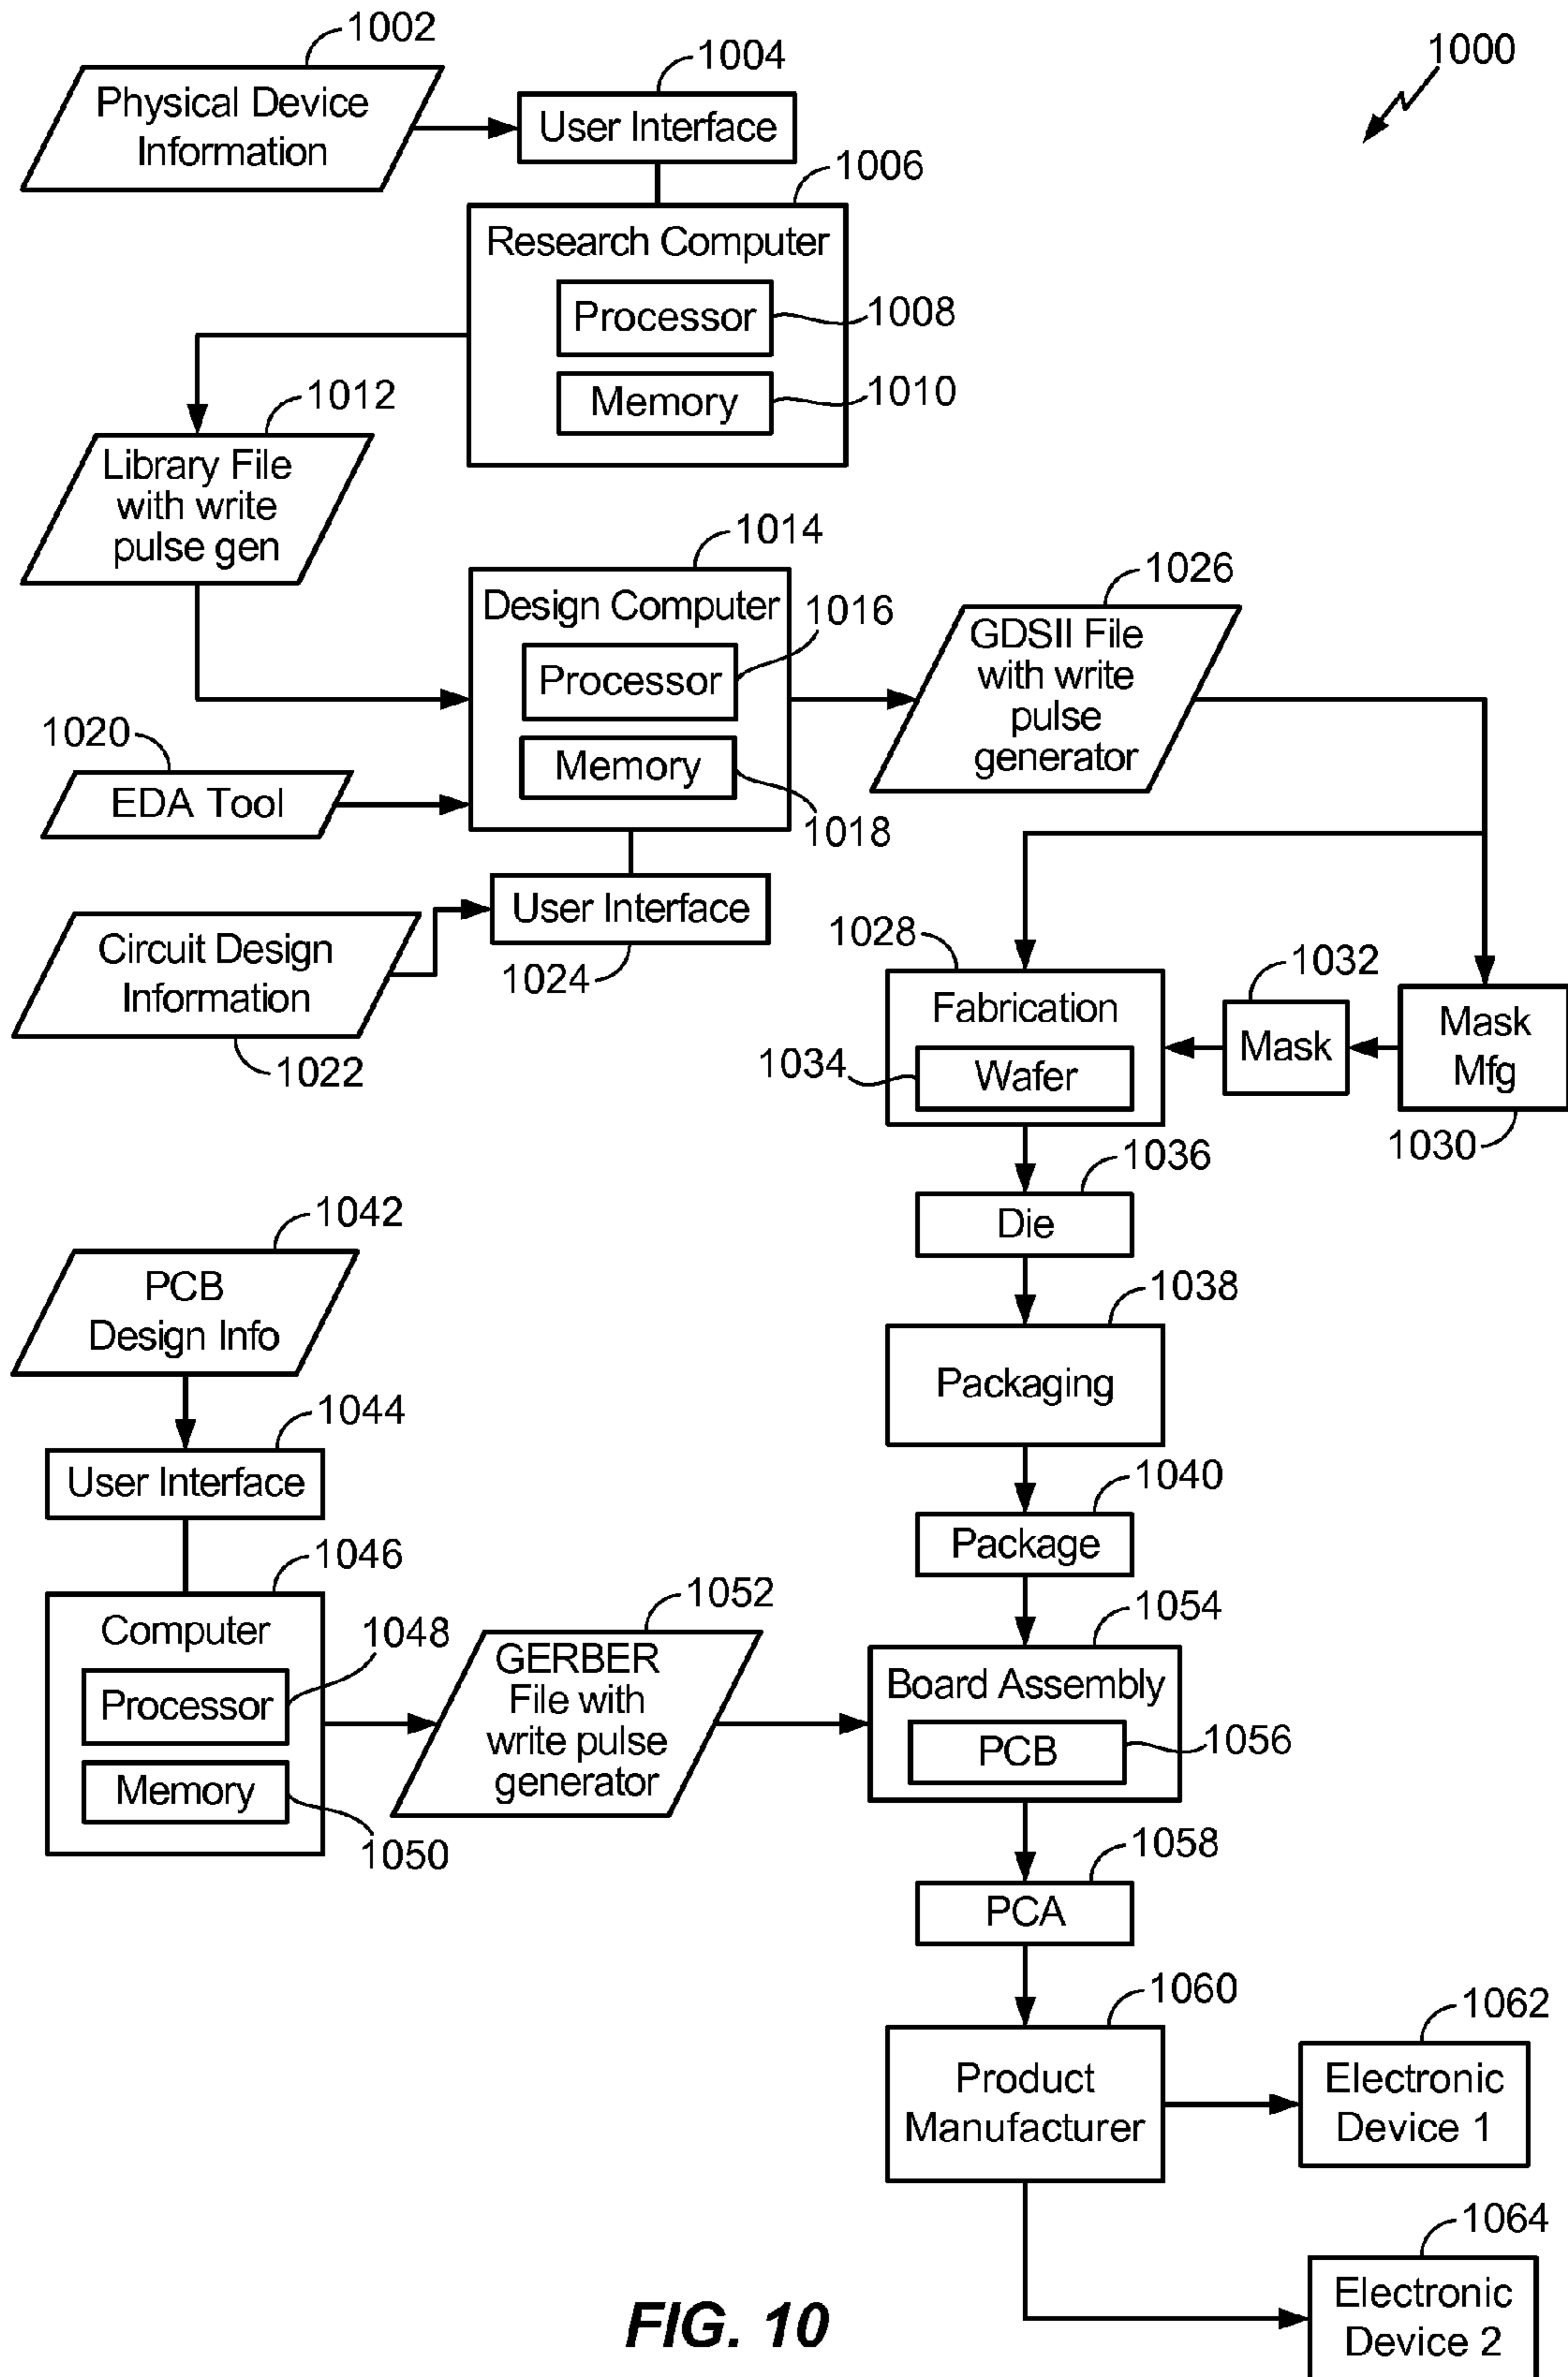 1002
1000
Physical Device
Information
1004
User Interface
1006
Research Computer
Processor
1008
Memory
1010
1012
Library File
with write
pulse gen
1014
Design Computer
1016
Processor
Memory
1018
1020
EDA Tool
1026
GDSII File
with write
pulse
generator
User Interface
1024
Circuit Design
Information
1022
1028
Fabrication
1034
Wafer
1032
Mask
Mask
Mfg
1030
1036
Die
1038
Packaging
1040
Package
1042
PCB
Design Info
1044
User Interface
1046
Computer
1048
Processor
Memory
1050
1052
GERBER
File with
write pulse
generator
1054
Board Assembly
PCB
1056
1058
PCA
1060
Product
Manufacturer
1062
Electronic
Device 1
1064
Electronic
Device 2
FIG. 10